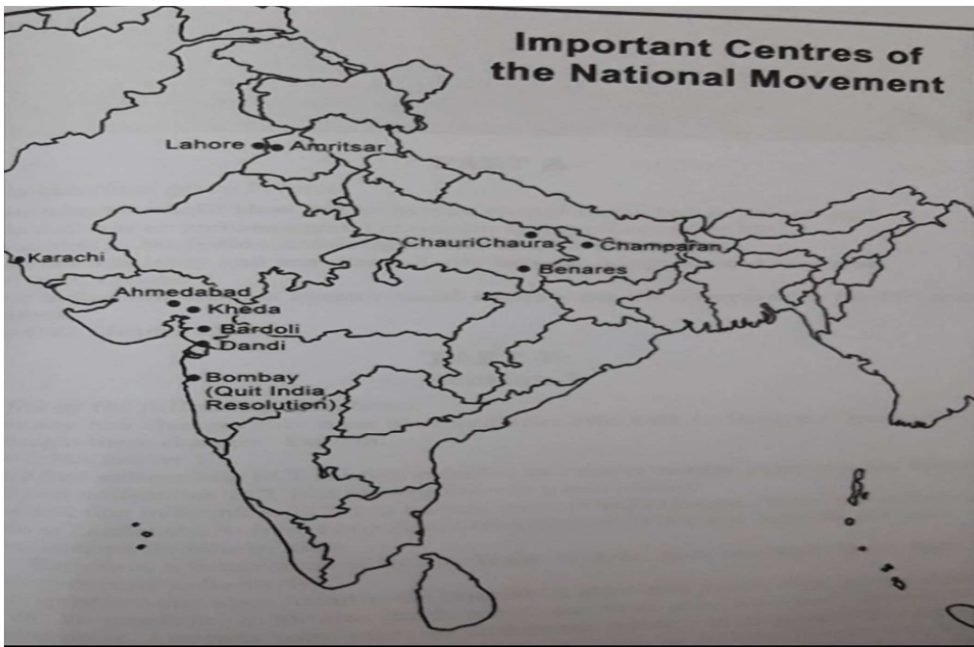 Important Centres of
the National Movement
Lahore
Amritsar
ChauriChaura
Champaran
Karachi
Benares
Ahmedabad
Kheda
Bardoli
Dandi
Bombay
(Quit India
Resolution)